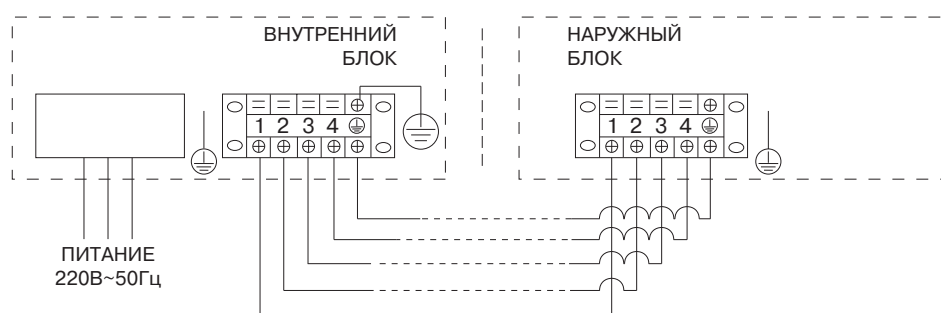 ВНУТРЕННИЙ
БЛОК
НАРУЖНЫЙ
БЛОК
1 2 3 4
1 2 3 4
ПИТАНИЕ
220В~50Гц